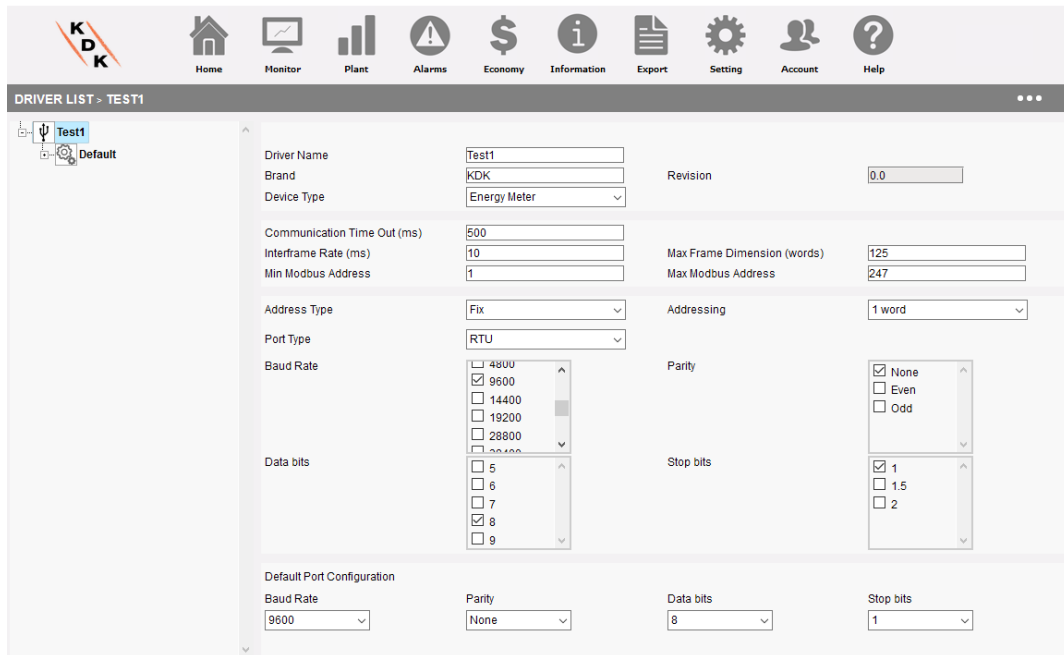 KDK
Home Monitor Plant Alarms Economy Information Export Setting Account Help
DRIVER LIST > TEST1
Test1
Default
Driver Name Test1
Brand KDK Revision 0.0
Device Type Energy Meter
Communication Time Out (ms) 500
Interframe Rate (ms) 10 Max Frame Dimension (words) 125
Min Modbus Address 1 Max Modbus Address 247
Address Type Fix Addressing 1 word
Port Type RTU
Baud Rate
4800
9600
14400
19200
28800
Parity
None
Even
Odd
Data bits
5
6
7
8
9
Stop bits
1
1.5
2
Default Port Configuration
Baud Rate Parity Data bits Stop bits
9600 None 8 1